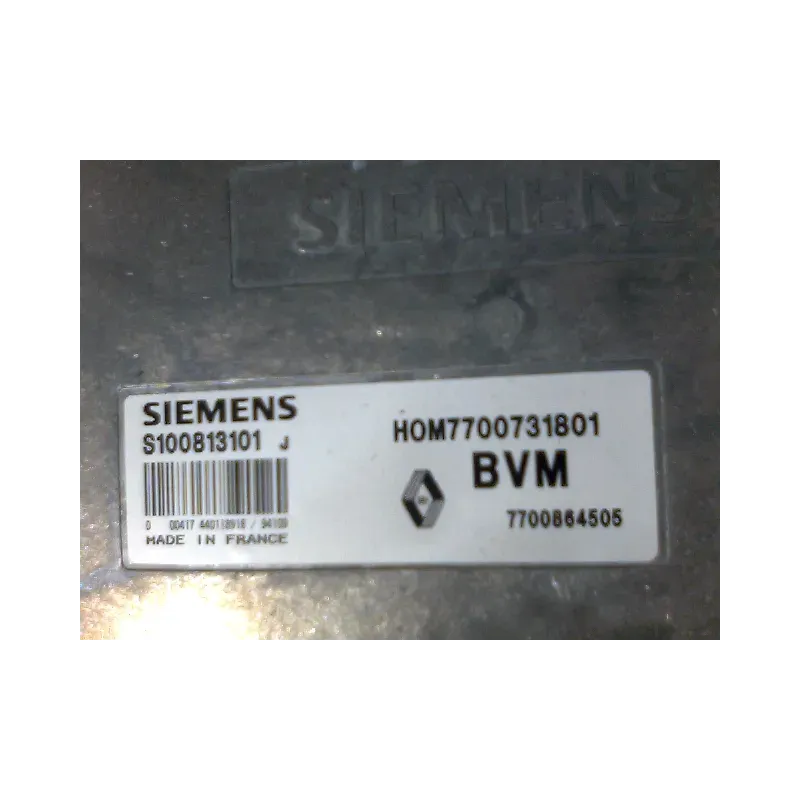 SIEMENS
SIEMENS
S100813101 J
HOM7700731801
BVM
7700864505
MADE IN FRANCE